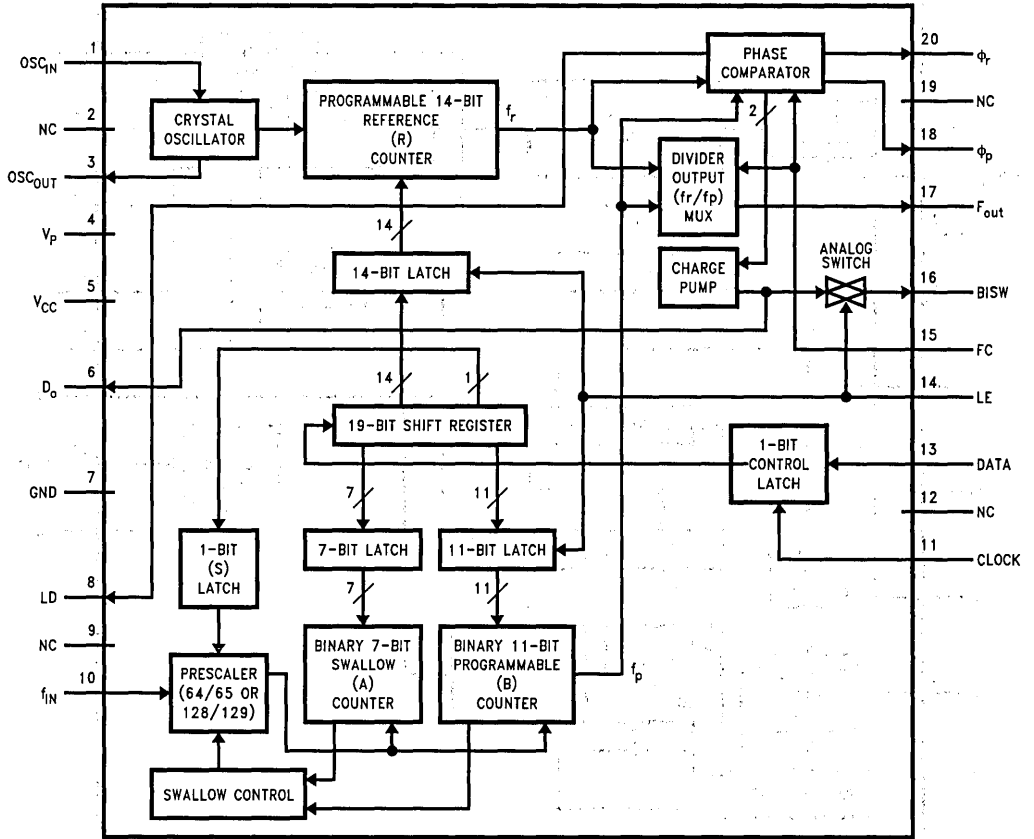 1
OSC_IN
2
NC
3
OSC_OUT
4
V_P
5
V_CC
6
D_o
7
GND
8
LD
9
NC
10
f_IN
CRYSTAL
OSCILLATOR
PROGRAMMABLE 14-BIT
REFERENCE
(R)
COUNTER
f_r
14
14-BIT LATCH
14
1
19-BIT SHIFT REGISTER
7
11
1-BIT
(S)
LATCH
7-BIT LATCH
11-BIT LATCH
7
11
PRESCALER
(64/65 OR
128/129)
BINARY 7-BIT
SWALLOW
(A)
COUNTER
BINARY 11-BIT
PROGRAMMABLE
(B)
COUNTER
f_p
SWALLOW CONTROL
PHASE
COMPARATOR
2
DIVIDER
OUTPUT
(fr/fp)
MUX
CHARGE
PUMP
ANALOG
SWITCH
1-BIT
CONTROL
LATCH
20
ϕ_r
19
NC
18
ϕ_p
17
F_out
16
BISW
15
FC
14
LE
13
DATA
12
NC
11
CLOCK